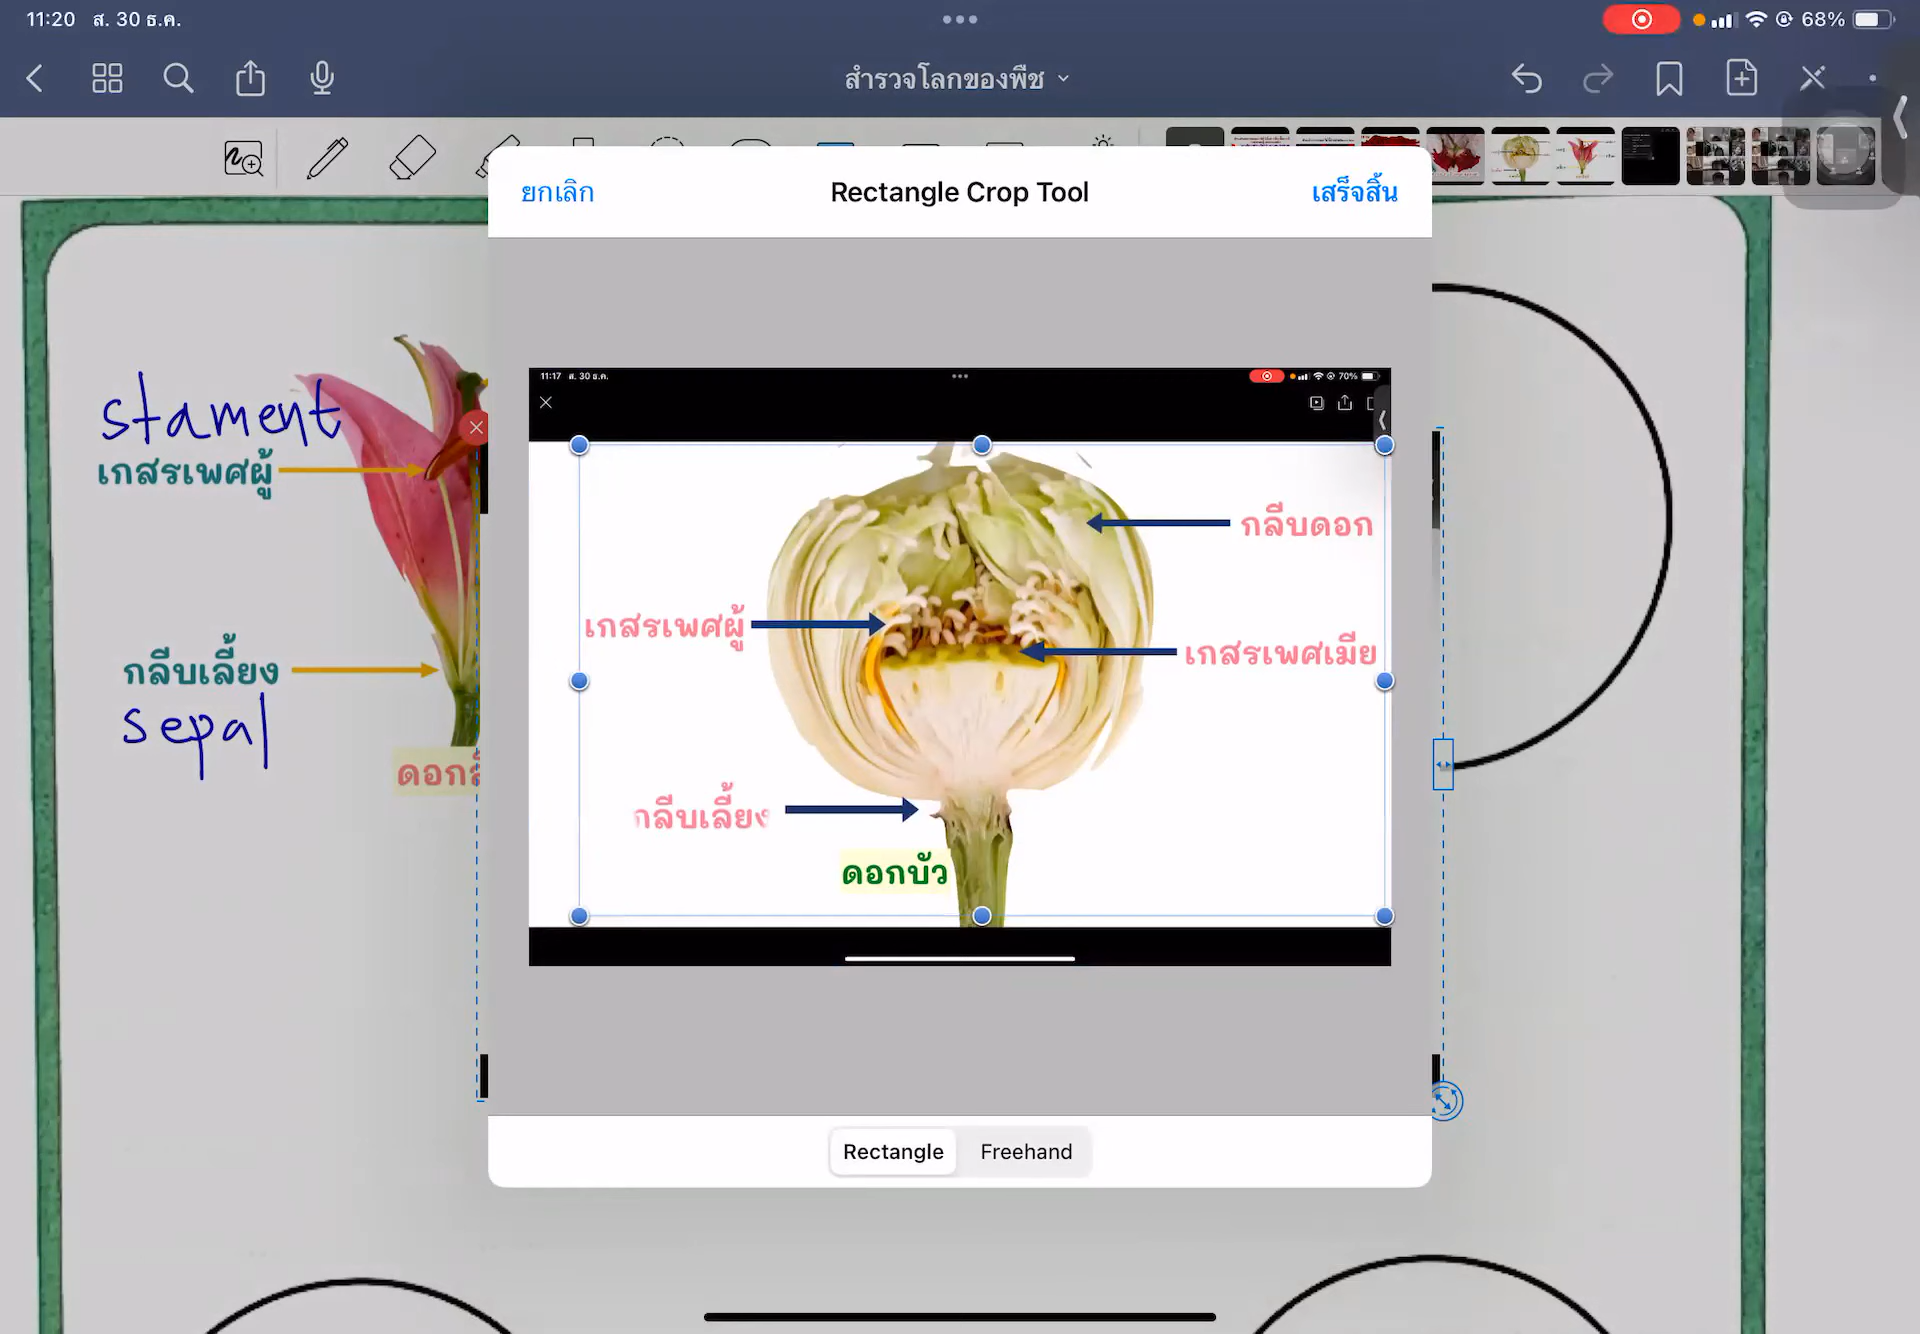 11:20 ส. 30 ธ.ค.
68%
สำรวจโลกของพืช
ยกเลิก
Rectangle Crop Tool
เสร็จสิ้น
11:17 ส. 30 ธ.ค.
70%
stament
เกสรเพศผู้
กลีบดอก
เกสรเพศผู้
เกสรเพศเมีย
กลีบเลี้ยง
sepal
กลีบเลี้ยง
ดอกบัว
Rectangle
Freehand